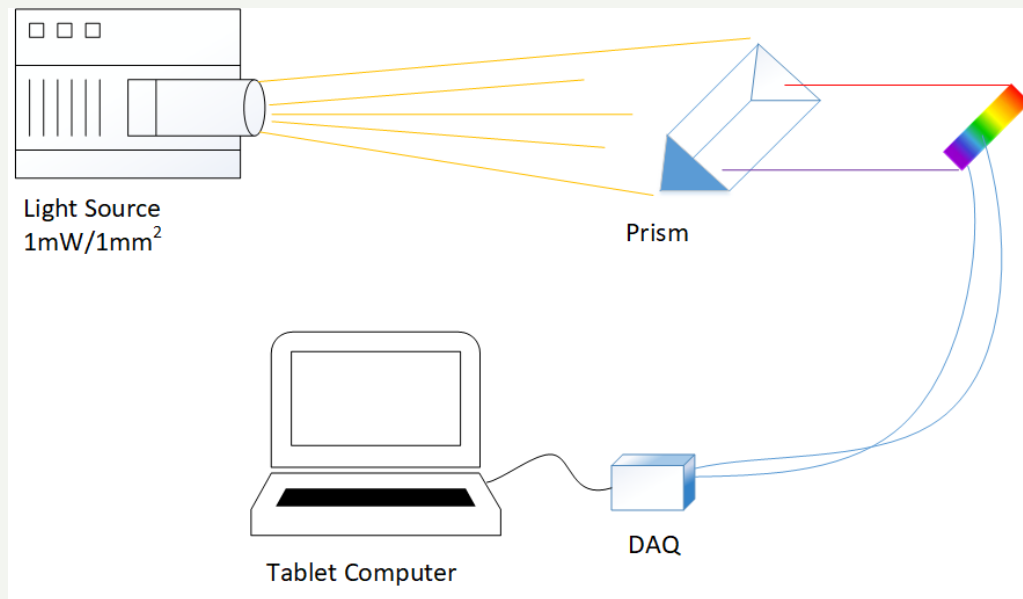 Light Source
1mW/1mm²
Prism
DAQ
Tablet Computer